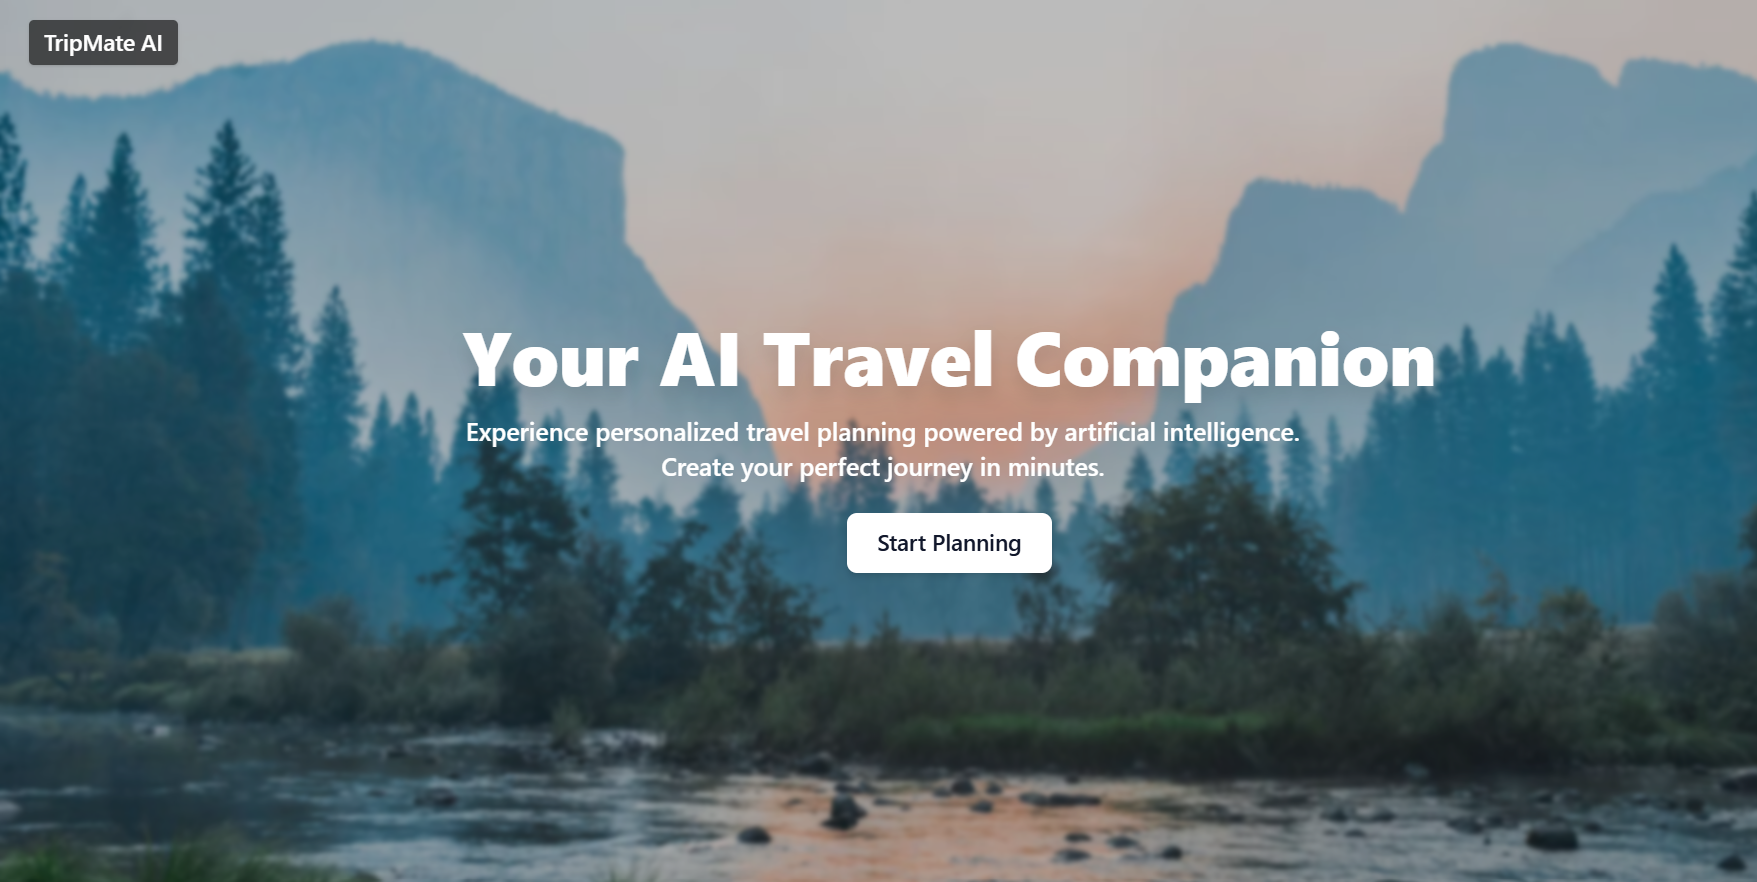 TripMate AI
Your AI Travel Companion
Experience personalized travel planning powered by artificial intelligence.
Create your perfect journey in minutes.
Start Planning